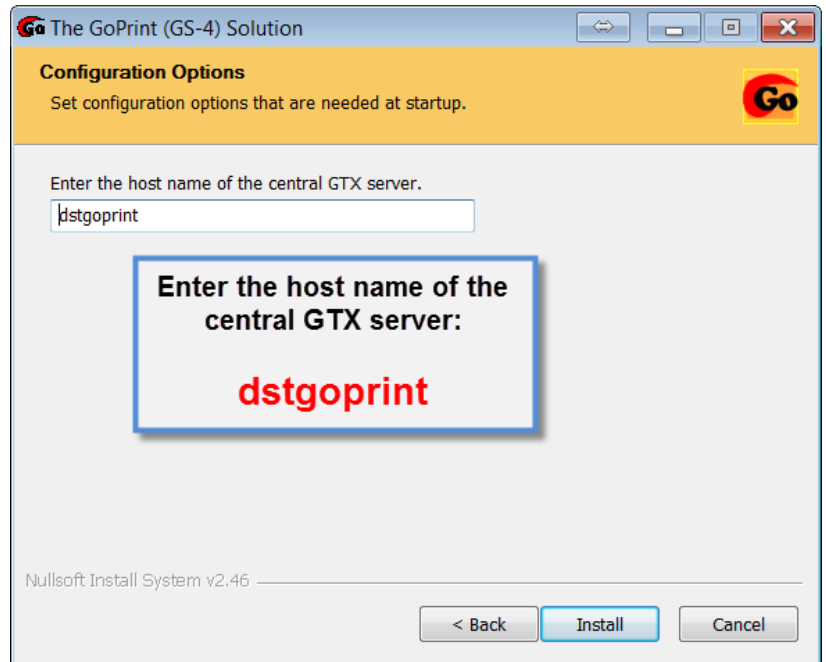 Go The GoPrint (GS-4) Solution
Configuration Options
Set configuration options that are needed at startup.
Go
Enter the host name of the central GTX server.
dstgoprint
Enter the host name of the
central GTX server:
dstgoprint
Nullsoft Install System v2.46
< Back Install Cancel